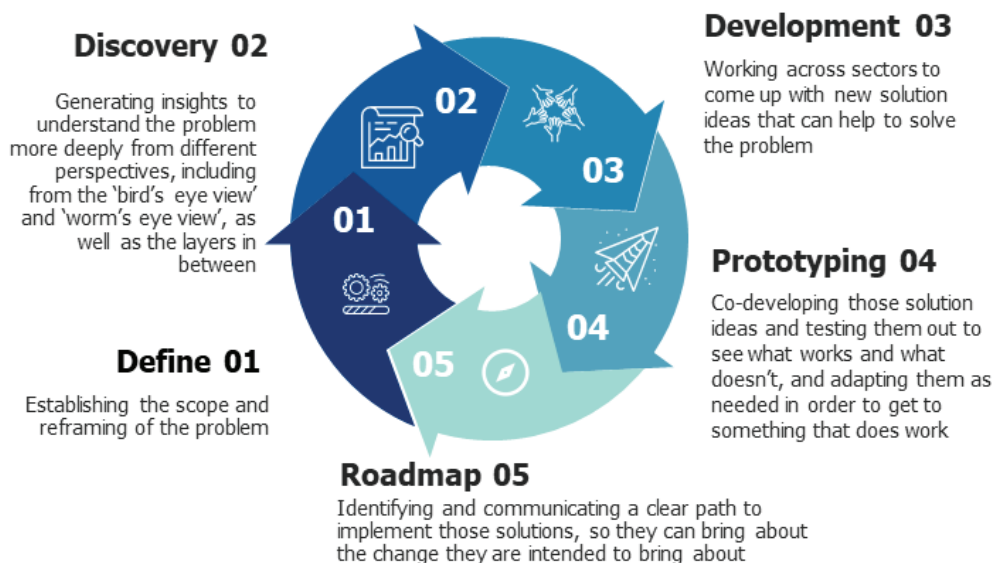 Discovery 02
Generating insights to
understand the problem
more deeply from different
perspectives, including
from the ‘bird’s eye view’
and ‘worm’s eye view’, as
well as the layers in
between
Define 01
Establishing the scope and
reframing of the problem
01
02
03
04
05
Development 03
Working across sectors to
come up with new solution
ideas that can help to solve
the problem
Prototyping 04
Co-developing those solution
ideas and testing them out to
see what works and what
doesn’t, and adapting them as
needed in order to get to
something that does work
Roadmap 05
Identifying and communicating a clear path to
implement those solutions, so they can bring about
the change they are intended to bring about